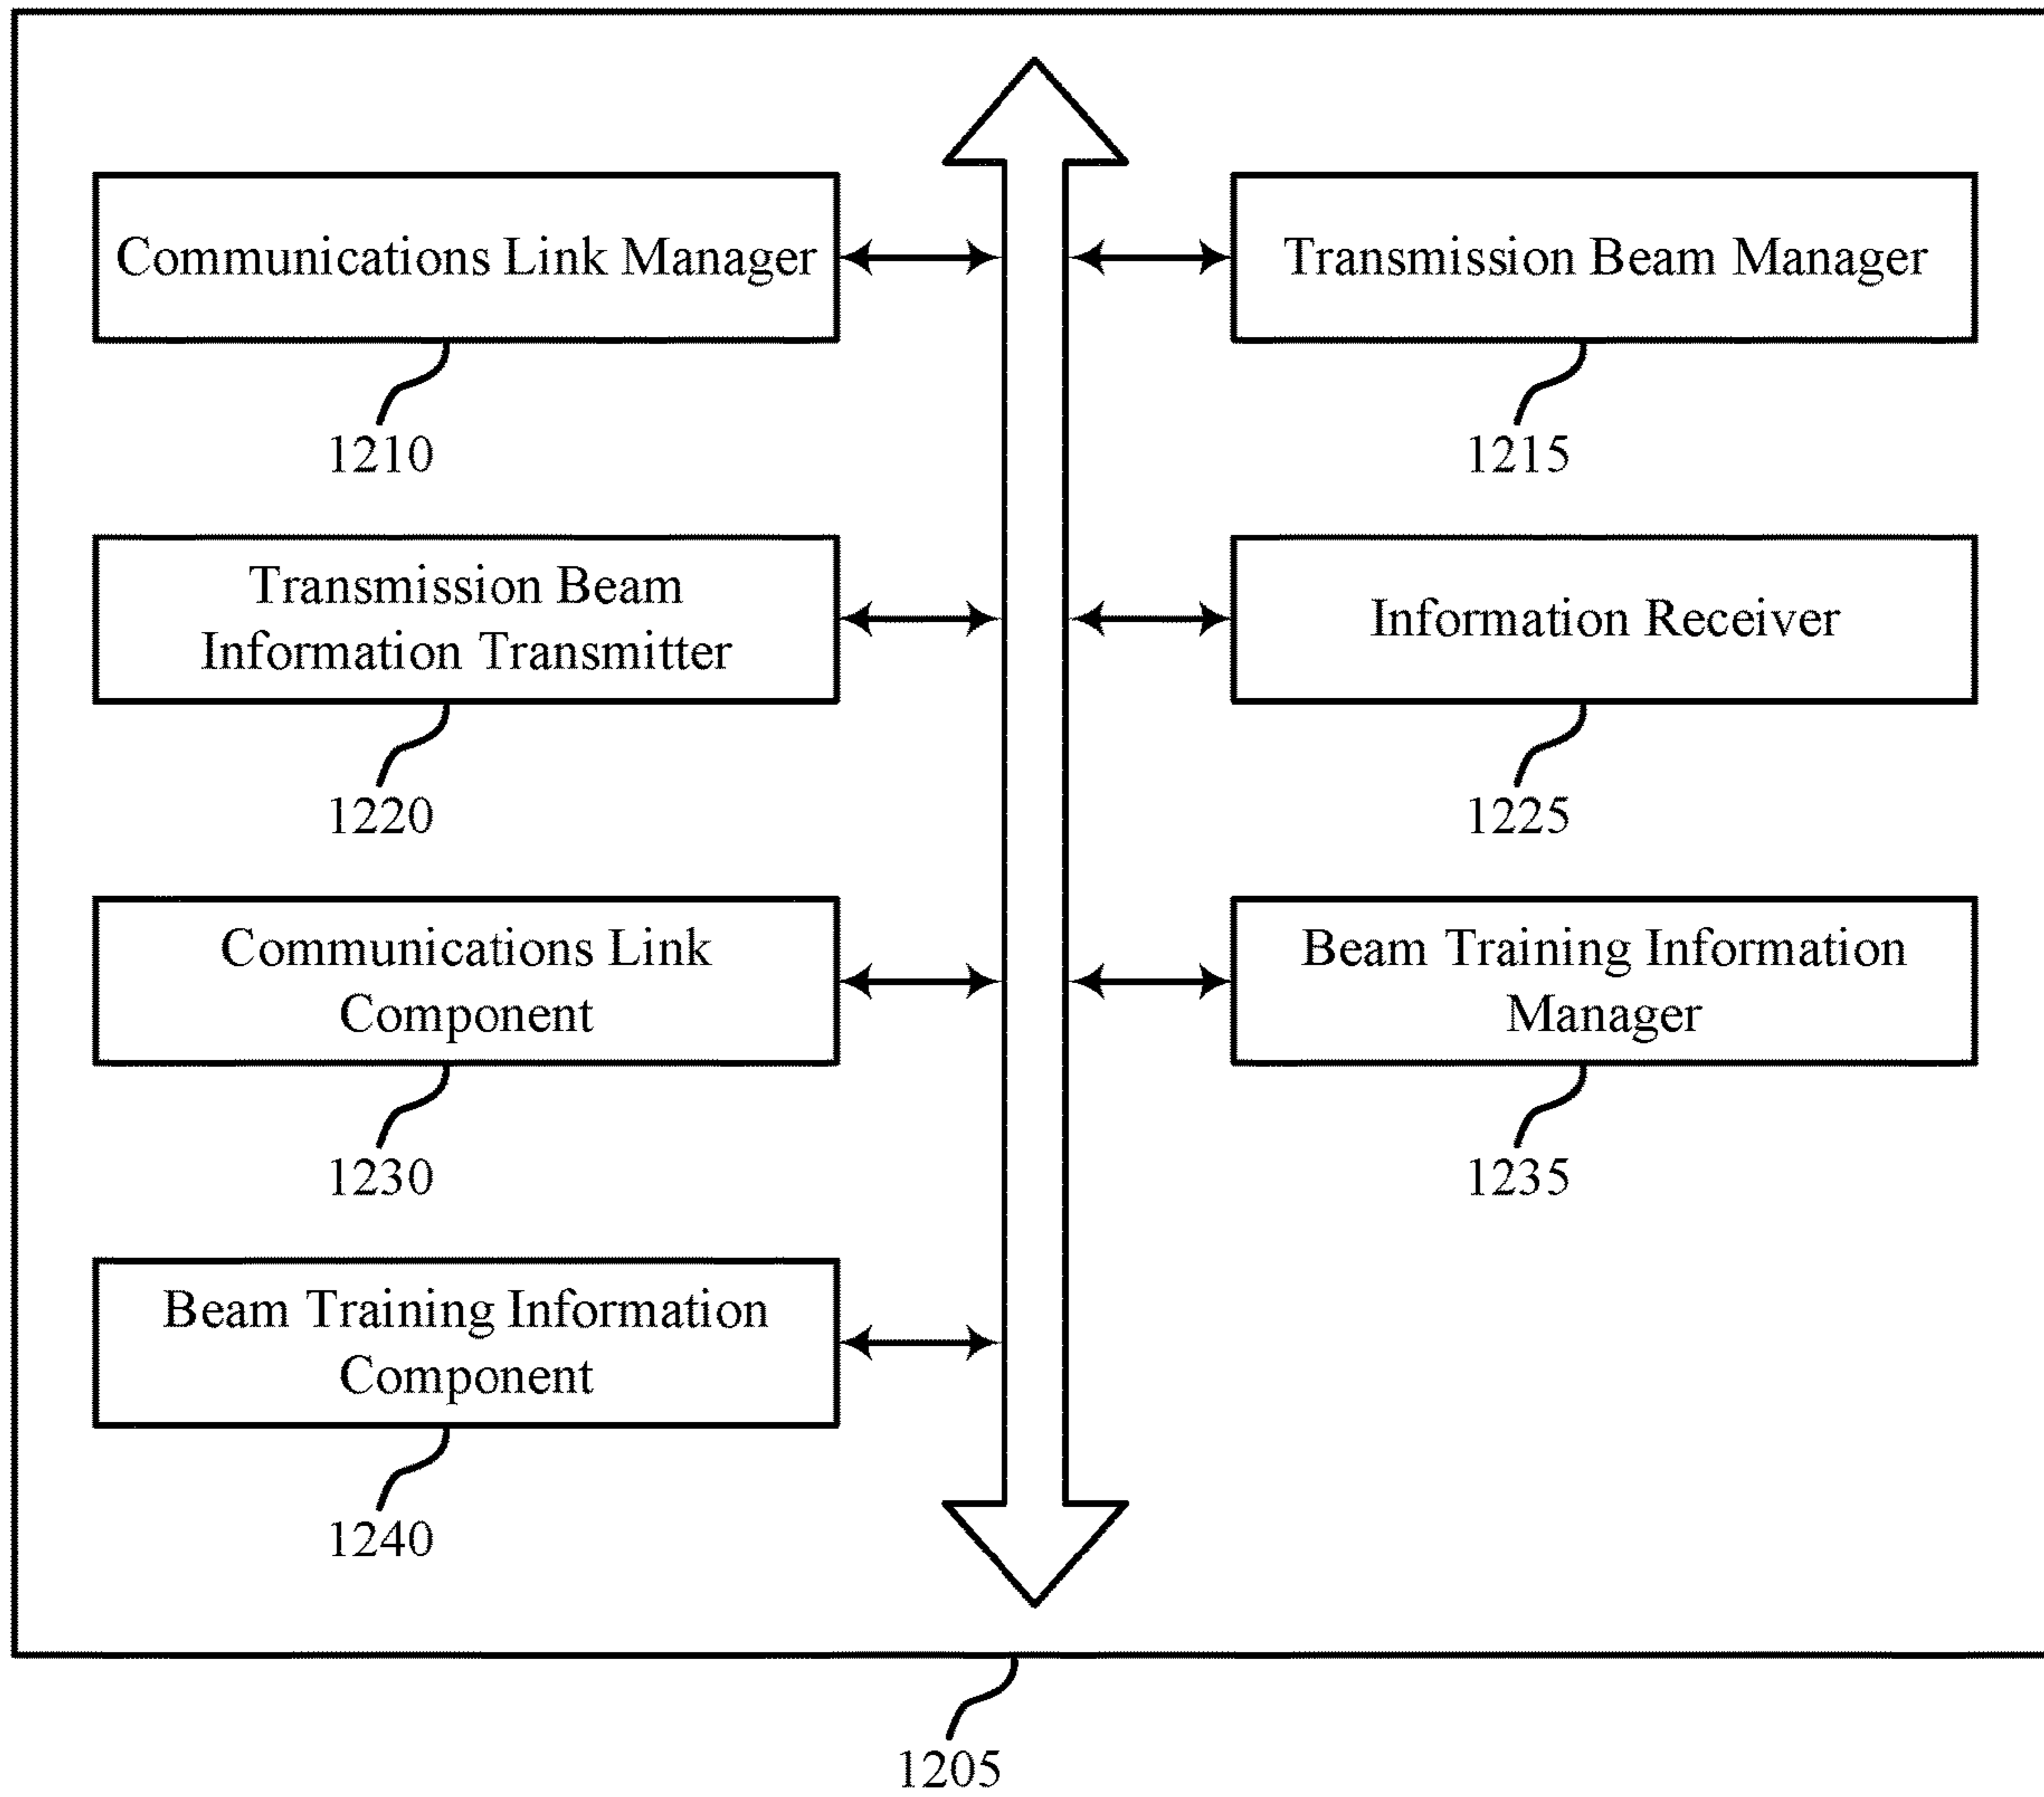 Communications Link Manager
1210
Transmission Beam Manager
1215
Transmission Beam
Information Transmitter
1220
Information Receiver
1225
Communications Link
Component
1230
Beam Training Information
Manager
1235
Beam Training Information
Component
1240
1205